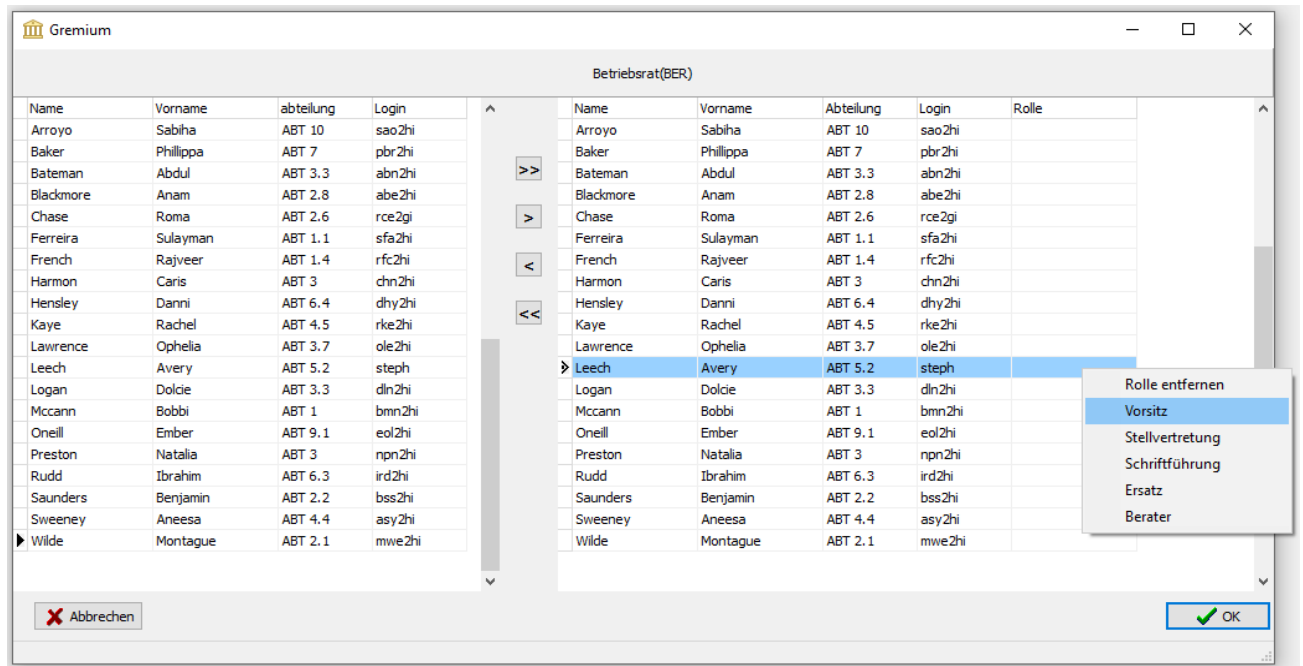 Gremium
Betriebsrat(BER)
Name Vorname abteilung Login Name Vorname Abteilung Login Rolle
Arroyo Sabiha ABT 10 sao2hi Arroyo Sabiha ABT 10 sao2hi
Baker Phillippa ABT 7 pbr2hi Baker Phillippa ABT 7 pbr2hi
Bateman Abdul ABT 3.3 abn2hi >> Bateman Abdul ABT 3.3 abn2hi
Blackmore Anam ABT 2.8 abe2hi Blackmore Anam ABT 2.8 abe2hi
Chase Roma ABT 2.6 rce2gi > Chase Roma ABT 2.6 rce2gi
Ferreira Sulayman ABT 1.1 sfa2hi Ferreira Sulayman ABT 1.1 sfa2hi
French Rajveer ABT 1.4 rfc2hi < French Rajveer ABT 1.4 rfc2hi
Harmon Caris ABT 3 chn2hi Harmon Caris ABT 3 chn2hi
Hensley Danni ABT 6.4 dhy2hi Hensley Danni ABT 6.4 dhy2hi
Kaye Rachel ABT 4.5 rke2hi << Kaye Rachel ABT 4.5 rke2hi
Lawrence Ophelia ABT 3.7 ole2hi Lawrence Ophelia ABT 3.7 ole2hi
Leech Avery ABT 5.2 steph Leech Avery ABT 5.2 steph
Logan Dolcie ABT 3.3 dln2hi Logan Dolcie ABT 3.3 dln2hi Rolle entfernen
Mccann Bobbi ABT 1 bmn2hi Mccann Bobbi ABT 1 bmn2hi Vorsitz
Oneill Ember ABT 9.1 eol2hi Oneill Ember ABT 9.1 eol2hi Stellvertretung
Preston Natalia ABT 3 npn2hi Preston Natalia ABT 3 npn2hi Schriftführung
Rudd Ibrahim ABT 6.3 ird2hi Rudd Ibrahim ABT 6.3 ird2hi
Saunders Benjamin ABT 2.2 bss2hi Saunders Benjamin ABT 2.2 bss2hi Ersatz
Sweeney Aneesa ABT 4.4 asy2hi Sweeney Aneesa ABT 4.4 asy2hi Berater
Wilde Montague ABT 2.1 mwe2hi Wilde Montague ABT 2.1 mwe2hi
Abbrechen OK